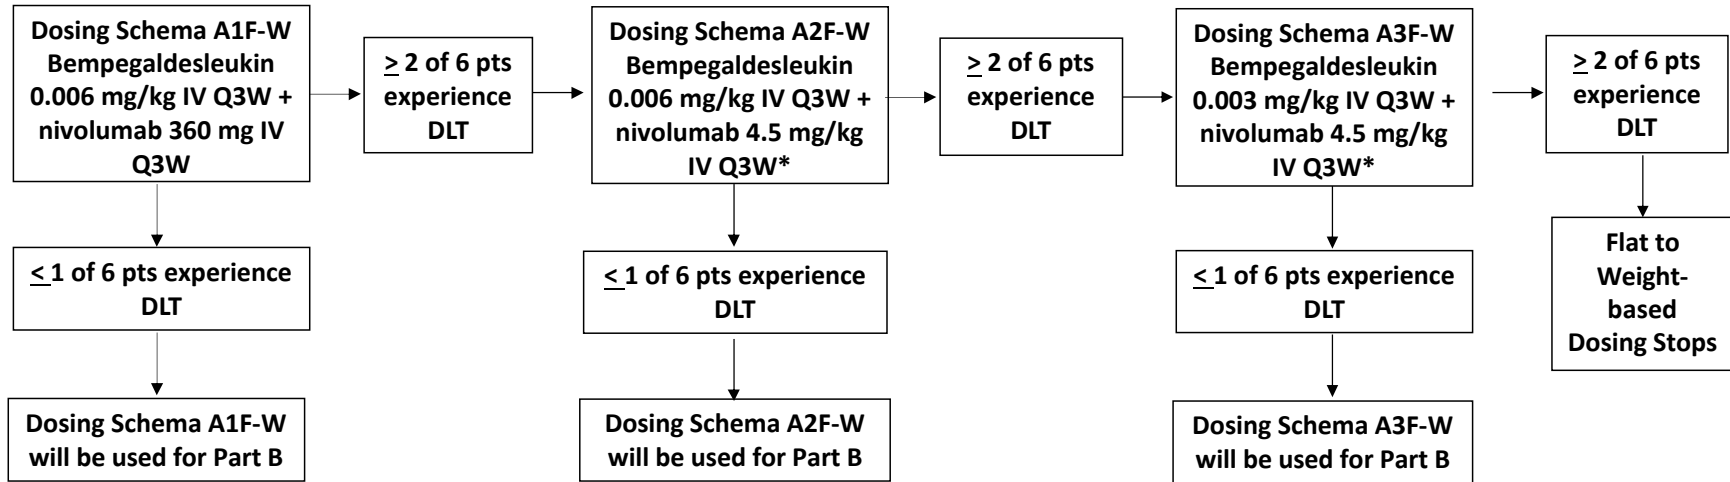 Dosing Schema A1F-W
Bempegaldesleukin
0.006 mg/kg IV Q3W +
nivolumab 360 mg IV
Q3W
≥ 2 of 6 pts
experience
DLT
Dosing Schema A2F-W
Bempegaldesleukin
0.006 mg/kg IV Q3W +
nivolumab 4.5 mg/kg
IV Q3W*
≥ 2 of 6 pts
experience
DLT
Dosing Schema A3F-W
Bempegaldesleukin
0.003 mg/kg IV Q3W +
nivolumab 4.5 mg/kg
IV Q3W*
≥ 2 of 6 pts
experience
DLT
≤ 1 of 6 pts experience
DLT
≤ 1 of 6 pts experience
DLT
≤ 1 of 6 pts experience
DLT
Flat to
Weight-
based
Dosing Stops
Dosing Schema A1F-W
will be used for Part B
Dosing Schema A2F-W
will be used for Part B
Dosing Schema A3F-W
will be used for Part B